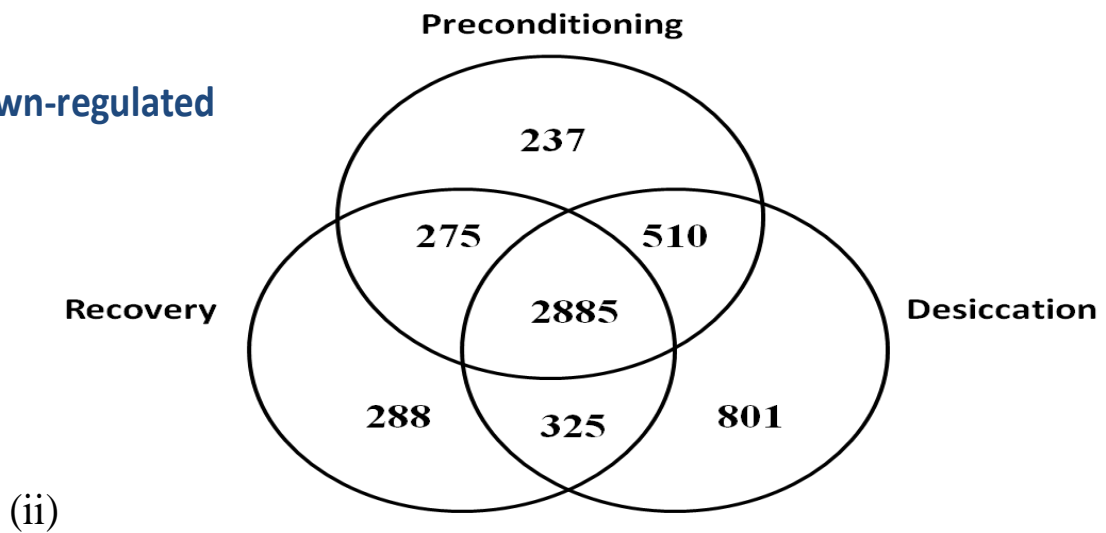 Preconditioning
wn-regulated
237
275
510
Recovery
2885
Desiccation
288
325
801
(ii)